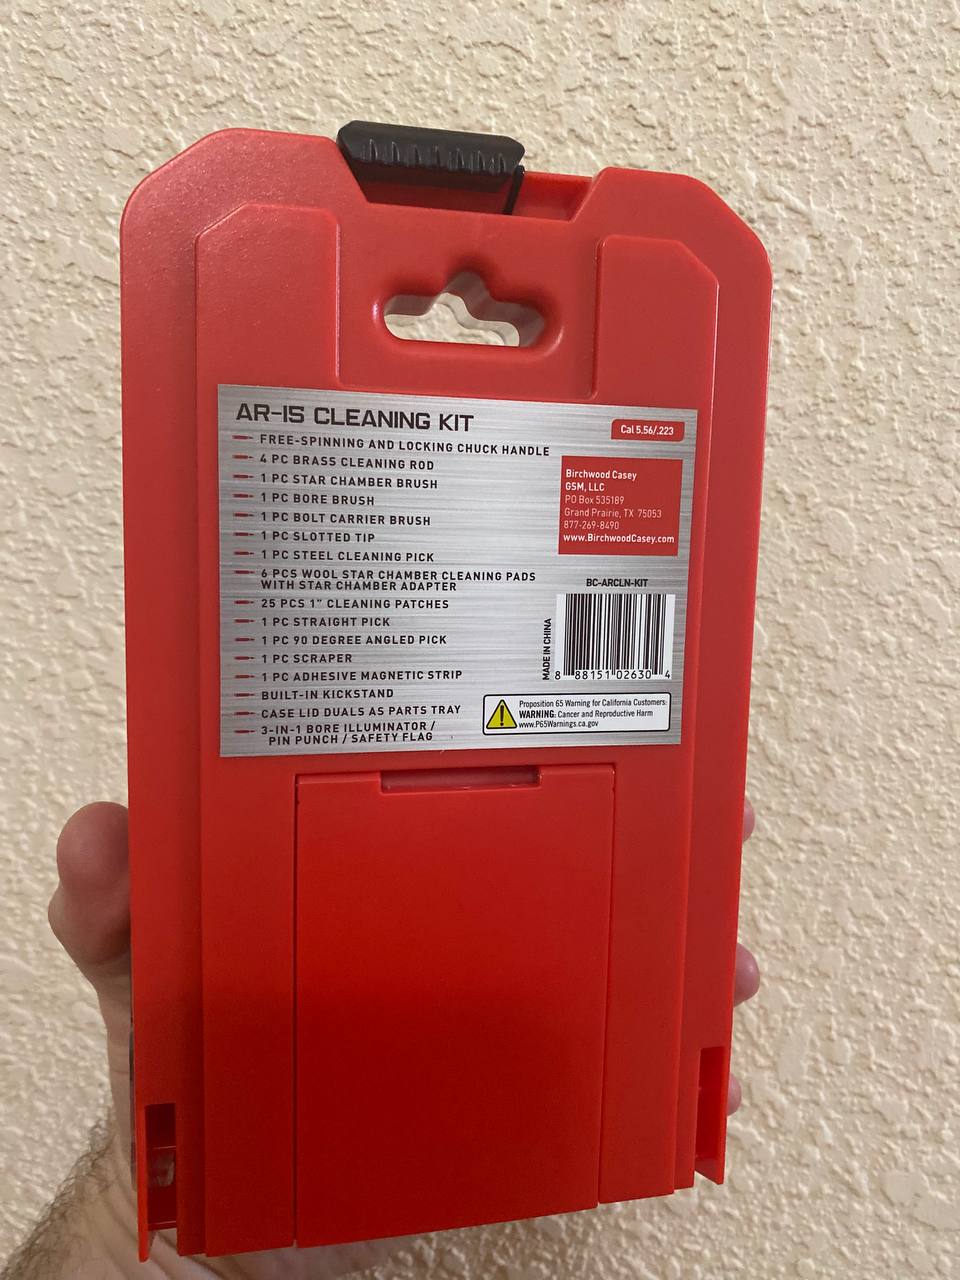 AR-15 CLEANING KIT
FREE-SPINNING AND LOCKING CHUCK HANDLE
4 PC BRASS CLEANING ROD
1 PC STAR CHAMBER BRUSH
1 PC BORE BRUSH
1 PC BOLT CARRIER BRUSH
1 PC SLOTTED TIP
1 PC STEEL CLEANING PICK
6 PCS WOOL STAR CHAMBER CLEANING PADS
WITH STAR CHAMBER ADAPTER
25 PCS 1" CLEANING PATCHES
1 PC STRAIGHT PICK
1 PC 90 DEGREE ANGLED PICK
1 PC SCRAPER
1 PC ADHESIVE MAGNETIC STRIP
BUILT-IN KICKSTAND
CASE LID DUALS AS PARTS TRAY
3-IN-1 BORE ILLUMINATOR /
PIN PUNCH / SAFETY FLAG
Cal 5.56/.223
Birchwood Casey
GSM, LLC
PO Box 535189
Grand Prairie, TX 75053
877-269-8490
www.BirchwoodCasey.com
BC-ARCLN-KIT
MADE IN CHINA
8 88151 02630 4
Proposition 65 Warning for California Customers:
WARNING: Cancer and Reproductive Harm
www.P65Warnings.ca.gov